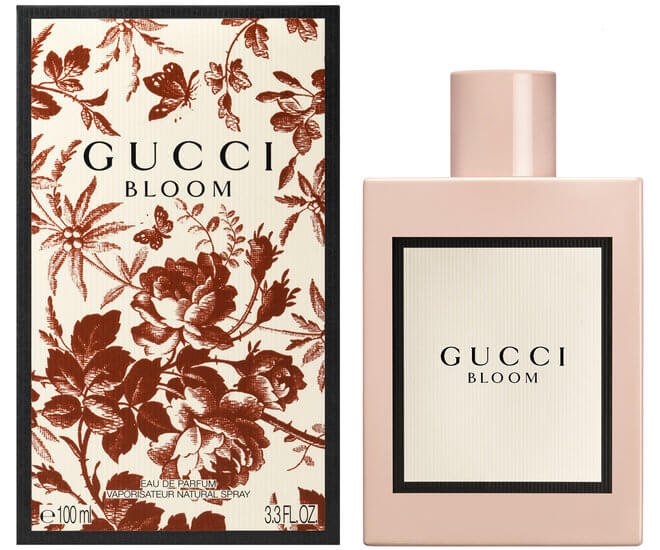 GUCCI
BLOOM
EAU DE PARFUM
VAPORISATEUR NATURAL SPRAY
℮100 ml 3.3 FL.OZ.
GUCCI
BLOOM